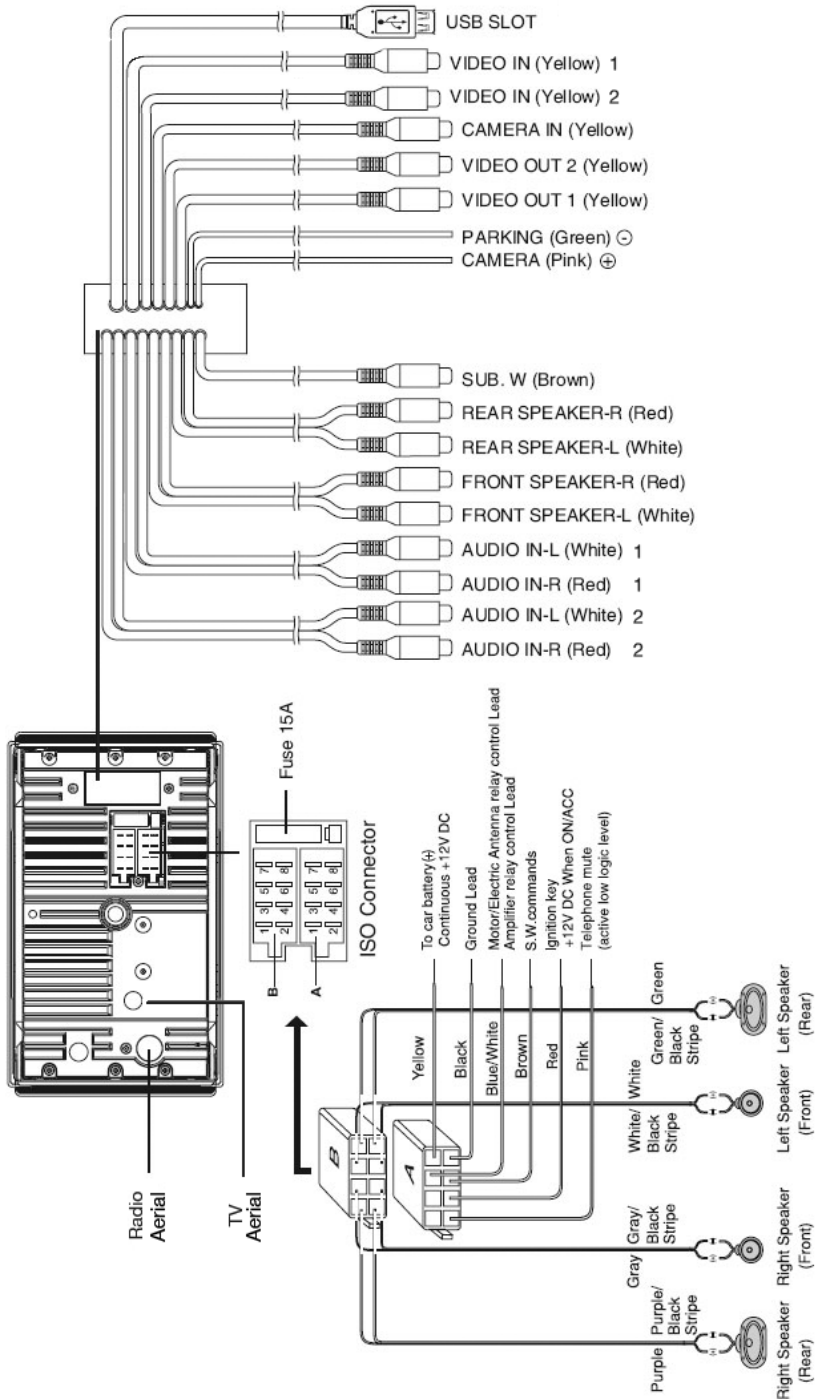 USB SLOT
VIDEO IN (Yellow) 1
VIDEO IN (Yellow) 2
CAMERA IN (Yellow)
VIDEO OUT 2 (Yellow)
VIDEO OUT 1 (Yellow)
PARKING (Green) ⊖
CAMERA (Pink) ⊕
SUB. W (Brown)
REAR SPEAKER-R (Red)
REAR SPEAKER-L (White)
FRONT SPEAKER-R (Red)
FRONT SPEAKER-L (White)
AUDIO IN-L (White) 1
AUDIO IN-R (Red) 1
AUDIO IN-L (White) 2
AUDIO IN-R (Red) 2
Radio
Aerial
TV
Aerial
Fuse 15A
ISO Connector
B
A
1 3 5 7
2 4 6 8
1 3 5 7
2 4 6 8
B
A
Yellow
To car battery(+)
Continuous +12V DC
Black
Ground Lead
Blue/White
Motor/Electric Antenna relay control Lead
Amplifier relay control Lead
Brown
S.W.commands
Red
Ignition key
+12V DC When ON/ACC
Pink
Telephone mute
(active low logic level)
Purple
Purple/
Black
Stripe
Gray
Gray/
Black
Stripe
White/
Black
Stripe
White
Green/
Black
Stripe
Green
Right Speaker
(Rear)
Right Speaker
(Front)
Left Speaker
(Front)
Left Speaker
(Rear)